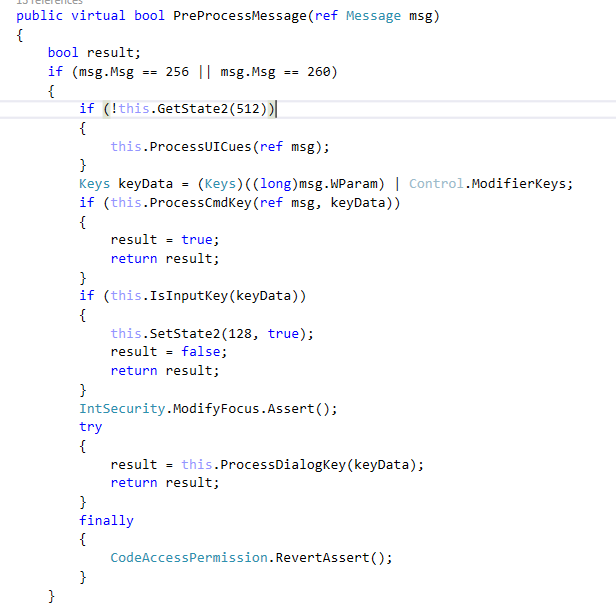 13 references
public virtual bool PreProcessMessage(ref Message msg)
{
    bool result;
    if (msg.Msg == 256 || msg.Msg == 260)
    {
        if (!this.GetState2(512))
        {
            this.ProcessUICues(ref msg);
        }
        Keys keyData = (Keys)((long)msg.WParam) | Control.ModifierKeys;
        if (this.ProcessCmdKey(ref msg, keyData))
        {
            result = true;
            return result;
        }
        if (this.IsInputKey(keyData))
        {
            this.SetState2(128, true);
            result = false;
            return result;
        }
        IntSecurity.ModifyFocus.Assert();
        try
        {
            result = this.ProcessDialogKey(keyData);
            return result;
        }
        finally
        {
            CodeAccessPermission.RevertAssert();
        }
    }